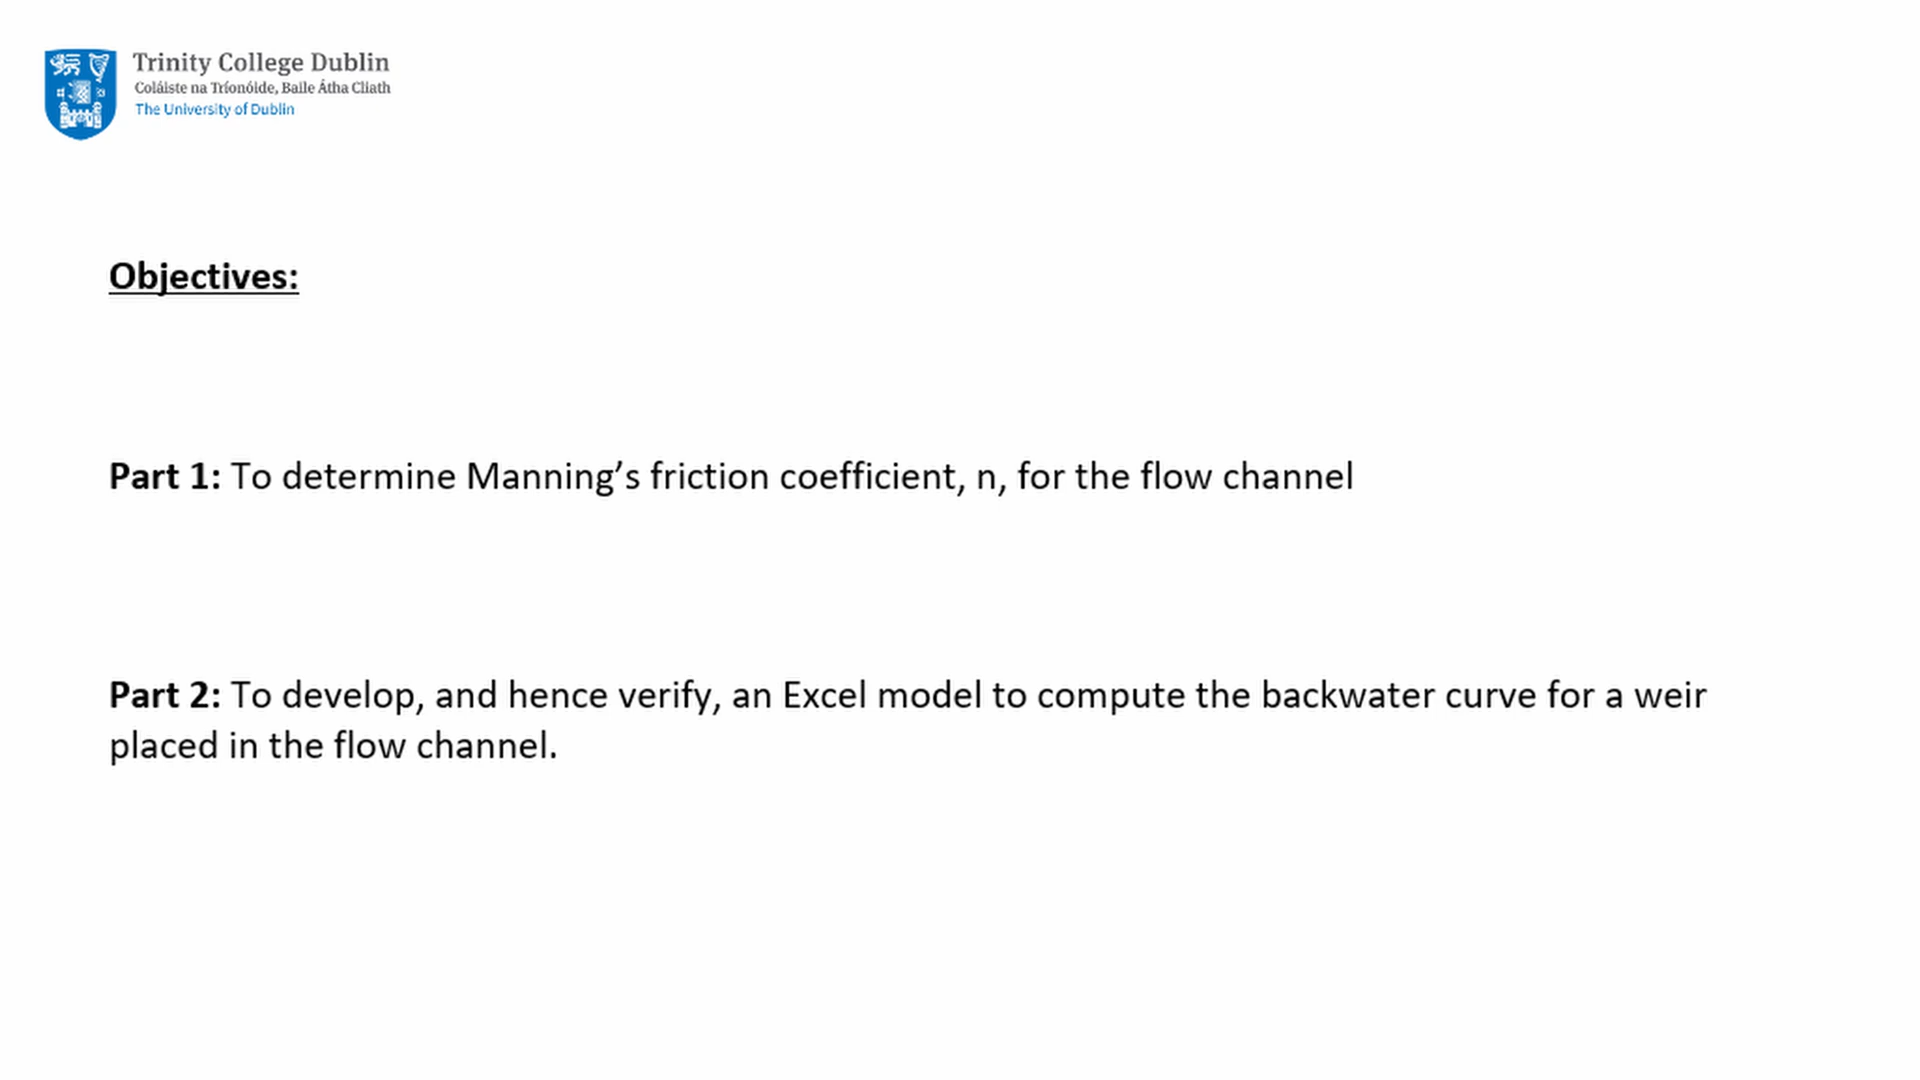 Trinity College Dublin
Coláiste na Tríonóide, Baile Átha Cliath
The University of Dublin
Objectives:
Part 1: To determine Manning’s friction coefficient, n, for the flow channel
Part 2: To develop, and hence verify, an Excel model to compute the backwater curve for a weir
placed in the flow channel.